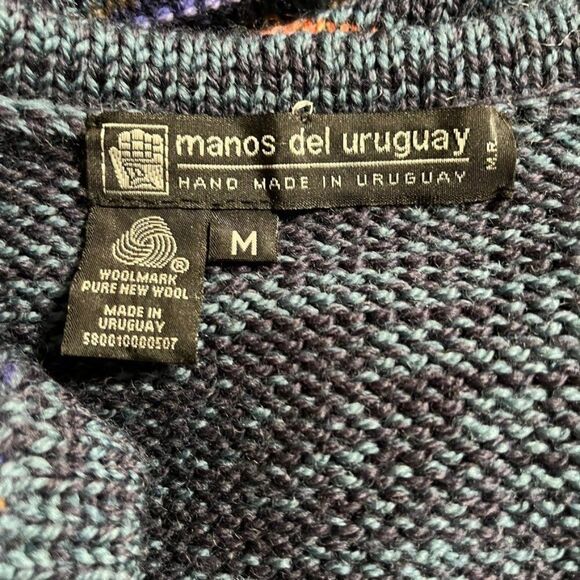 manos del uruguay
HAND MADE IN URUGUAY
M.R.
M
®
WOOLMARK
PURE NEW WOOL
MADE IN
URUGUAY
580010000507